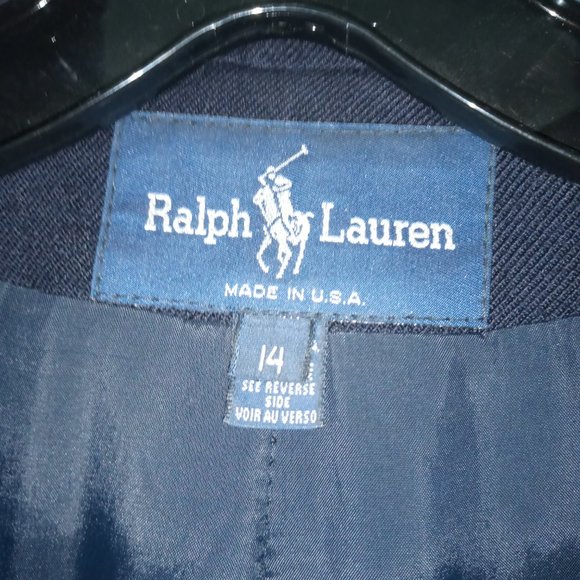 Ralph Lauren
MADE IN U.S.A.
14
SEE REVERSE
SIDE
VOIR AU VERSO